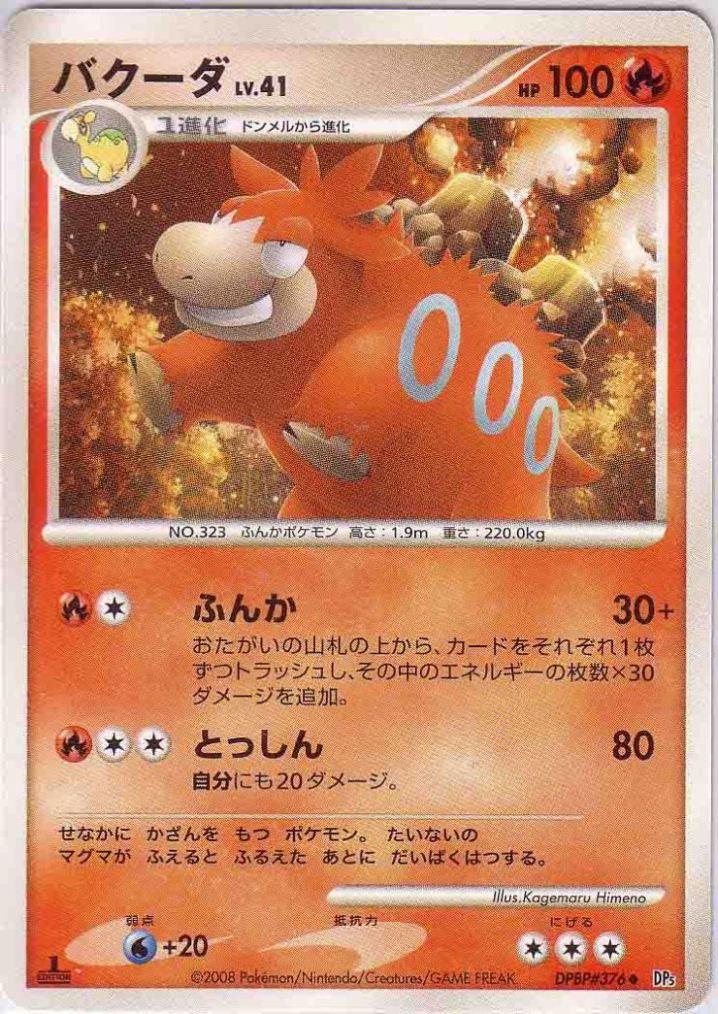 バクーダ LV.41 HP 100
1進化 ドンメルから進化
NO.323 ふんかポケモン 高さ：1.9m 重さ：220.0kg
ふんか 30+
おたがいの山札の上から、カードをそれぞれ1枚
ずつトラッシュし、その中のエネルギーの枚数×30
ダメージを追加。
とっしん 80
自分にも20ダメージ。
せなかに かざんを もつ ポケモン。 たいないの
マグマが ふえると ふるえた あとに だいばくはつする。
Illus.Kagemaru Himeno
弱点 抵抗力 にげる
+20
1 EDITION ©2008 Pokémon/Nintendo/Creatures/GAME FREAK DPBP#376 ◆ DP5